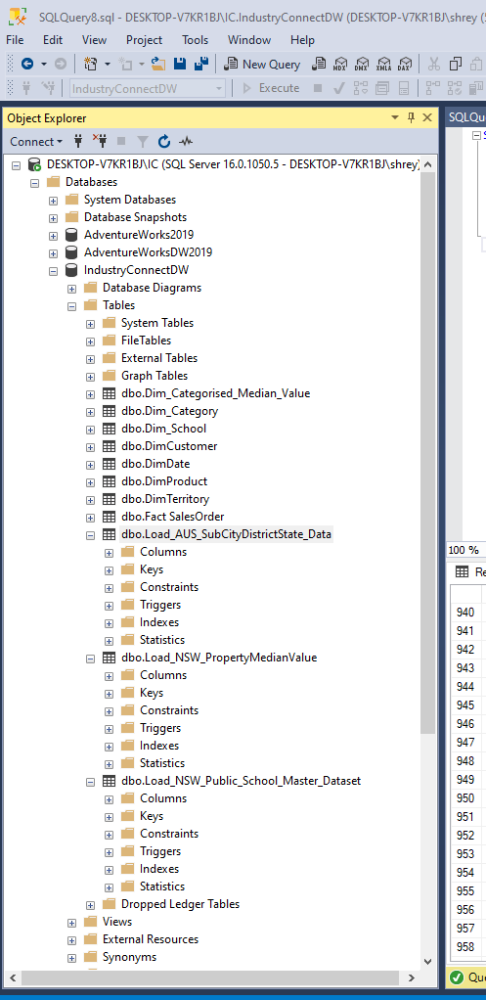 SQLQuery8.sql - DESKTOP-V7KR1BJ\IC.IndustryConnectDW (DESKTOP-V7KR1BJ\shrey (
File Edit View Project Tools Window Help
New Query MDX DMX XMLA DAX
IndustryConnectDW Execute
Object Explorer
SQLQu
Connect
DESKTOP-V7KR1BJ\IC (SQL Server 16.0.1050.5 - DESKTOP-V7KR1BJ\shrey)
Databases
System Databases
Database Snapshots
AdventureWorks2019
AdventureWorksDW2019
IndustryConnectDW
Database Diagrams
Tables
System Tables
FileTables
External Tables
Graph Tables
dbo.Dim_Categorised_Median_Value
dbo.Dim_Category
dbo.Dim_School
dbo.DimCustomer
dbo.DimDate
dbo.DimProduct
dbo.DimTerritory
dbo.Fact SalesOrder
dbo.Load_AUS_SubCityDistrictState_Data
Columns
Keys
Constraints
Triggers
Indexes
Statistics
dbo.Load_NSW_PropertyMedianValue
Columns
Keys
Constraints
Triggers
Indexes
Statistics
dbo.Load_NSW_Public_School_Master_Dataset
Columns
Keys
Constraints
Triggers
Indexes
Statistics
Dropped Ledger Tables
Views
External Resources
Synonyms
100 %
Re
940
941
942
943
944
945
946
947
948
949
950
951
952
953
954
955
956
957
958
Que